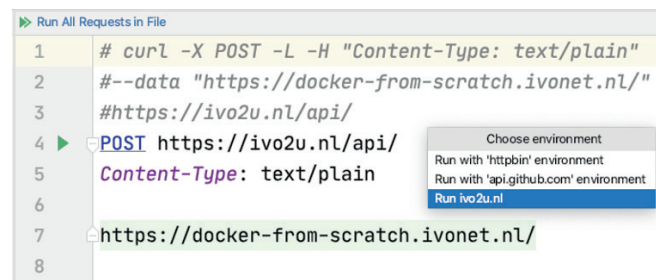 Run All Requests in File
1 # curl -X POST -L -H "Content-Type: text/plain"
2 #--data "https://docker-from-scratch.ivonet.nl/"
3 #https://ivo2u.nl/api/
4 POST https://ivo2u.nl/api/
5 Content-Type: text/plain
6
7 https://docker-from-scratch.ivonet.nl/
8
Choose environment
Run with 'httpbin' environment
Run with 'api.github.com' environment
Run ivo2u.nl